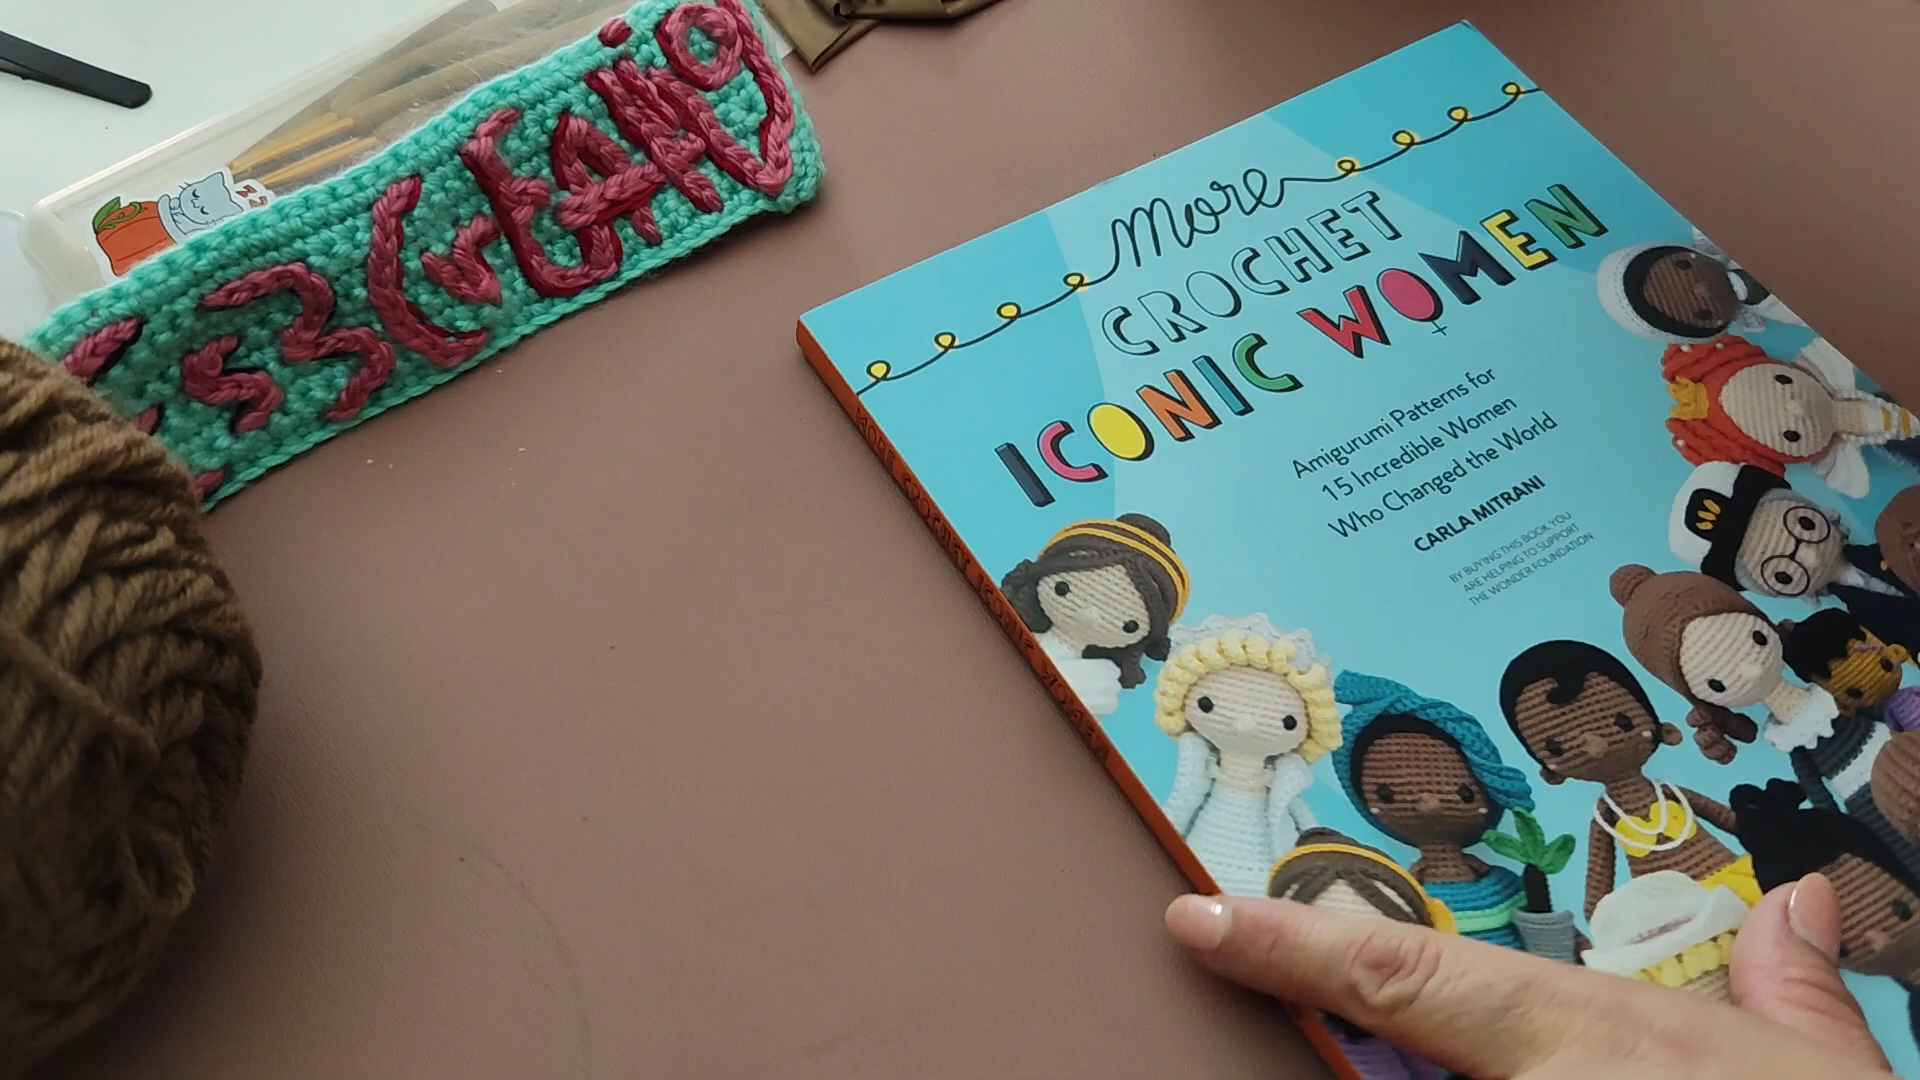 More
CROCHET
ICONIC WOMEN
Amigurumi Patterns for
15 Incredible Women
Who Changed the World
CARLA MITRANI
BY BUYING THIS BOOK YOU
ARE HELPING TO SUPPORT
THE WONDER FOUNDATION
MORE CROCHET ICONIC WOMEN